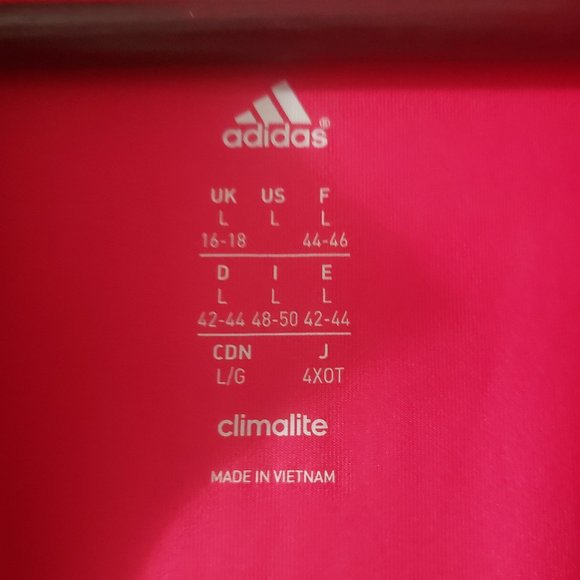 adidas®
UK US F
L L L
16-18 44-46
D I E
L L L
42-44 48-50 42-44
CDN J
L/G 4XOT
climalite
MADE IN VIETNAM